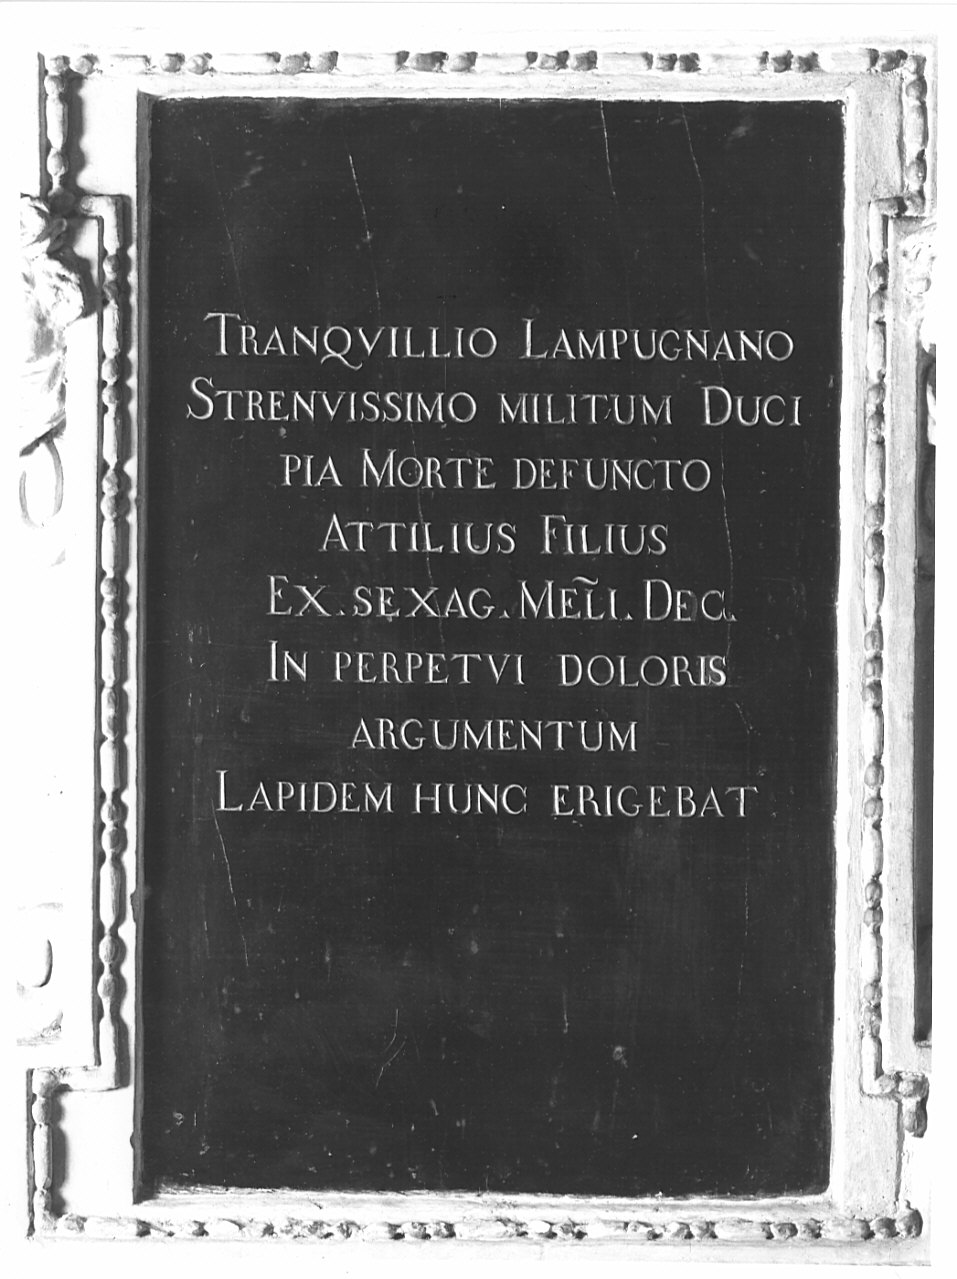 TRANQVILLIO LAMPUGNANO
STRENVISSIMO MILITUM DUCI
PIA MORTE DEFUNCTO
ATTILIUS FILIUS
EX.SEXAG.MEL̃I.DEC.
IN PERPETVI DOLORIS
ARGUMENTUM
LAPIDEM HUNC ERIGEBAT